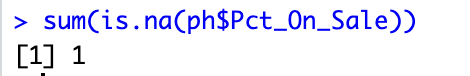 > sum(is.na(ph$Pct_On_Sale))
[1] 1